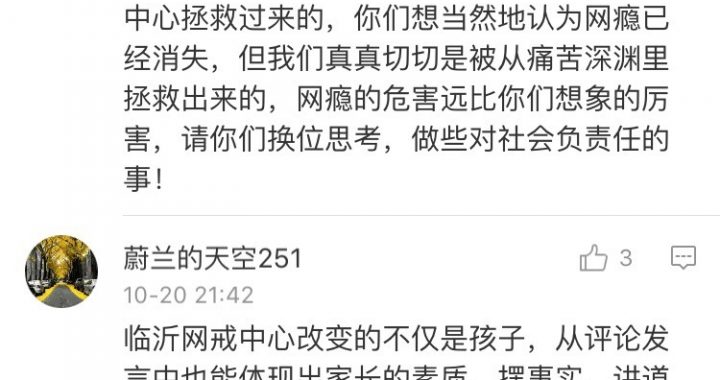 中心拯救过来的，你们想当然地认为网瘾已
经消失，但我们真真切切是被从痛苦深渊里
拯救出来的，网瘾的危害远比你们想象的厉
害，请你们换位思考，做些对社会负责任的
事！
蔚兰的天空251
3
10-20 21:42
临沂网戒中心改变的不仅是孩子，从评论发
言中也能体现出家长的素质，摆事实，讲道